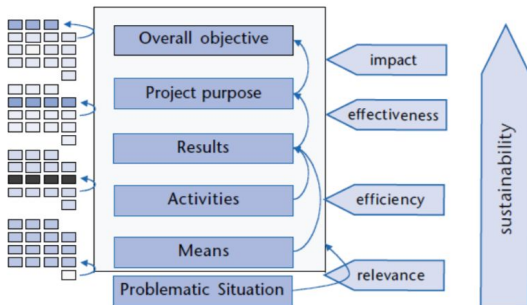 Overall objective
impact
Project purpose
effectiveness
Results
Activities
efficiency
Means
relevance
Problematic Situation
sustainability